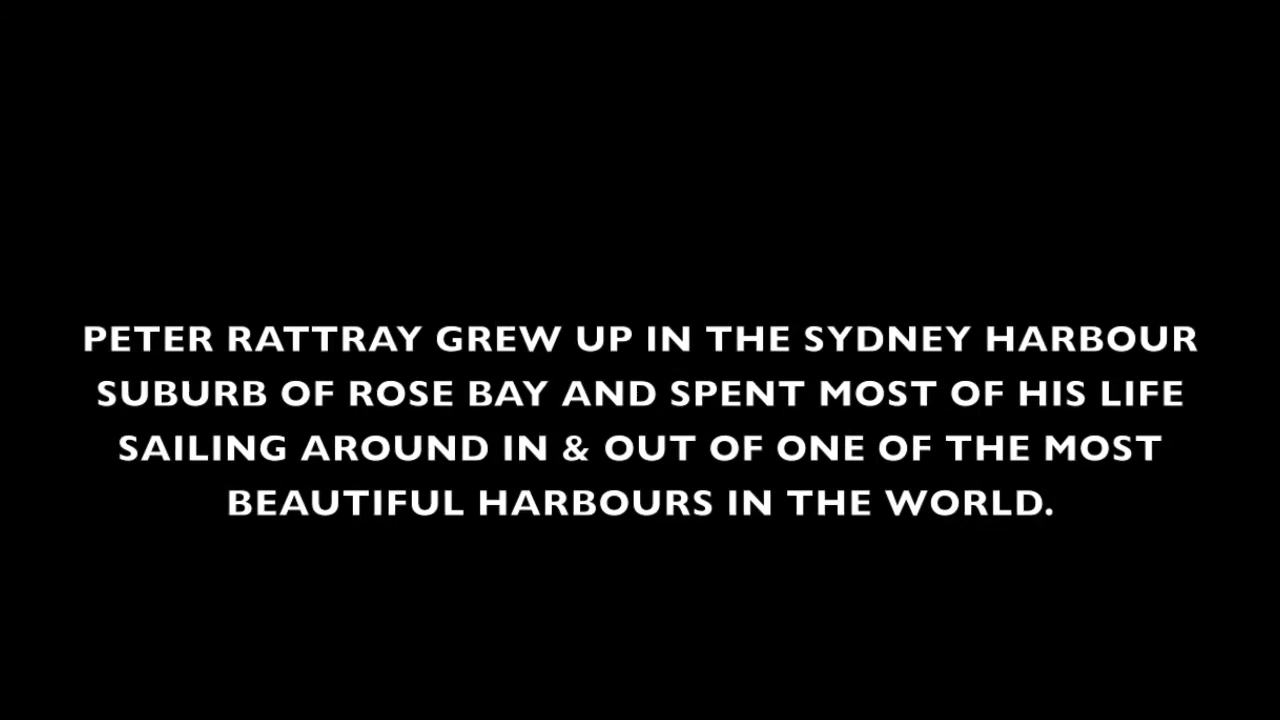 PETER RATTRAY GREW UP IN THE SYDNEY HARBOUR
SUBURB OF ROSE BAY AND SPENT MOST OF HIS LIFE
SAILING AROUND IN & OUT OF ONE OF THE MOST
BEAUTIFUL HARBOURS IN THE WORLD.